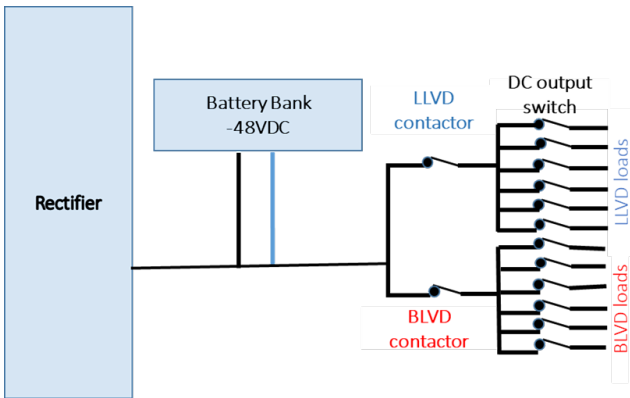 Rectifier
Battery Bank
-48VDC
LLVD
contactor
DC output
switch
LLVD loads
BLVD
contactor
BLVD loads